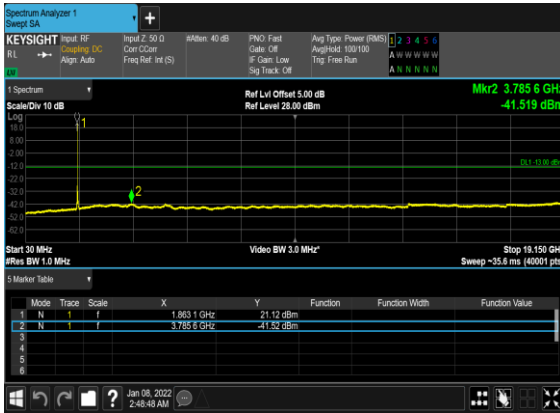 Spectrum Analyzer 1
Swept SA
+
KEYSIGHT
RL
Input: RF
Coupling: DC
Align: Auto
Input Z: 50 Ω
Corr CCorr
Freq Ref: Int (S)
#Atten: 40 dB
PNO: Fast
Gate: Off
IF Gain: Low
Sig Track: Off
Avg Type: Power (RMS)
Avg|Hold: 100/100
Trig: Free Run
1 2 3 4 5 6
A W W W W W
A N N N N N
1 Spectrum
Scale/Div 10 dB
Ref Lvl Offset 5.00 dB
Ref Level 28.00 dBm
Mkr2 3.785 6 GHz
-41.519 dBm
Log
18.0
8.00
-2.00
-12.0
-22.0
-32.0
-42.0
-52.0
-62.0
1
2
DL1 -13.00 dBm
Start 30 MHz
#Res BW 1.0 MHz
Video BW 3.0 MHz*
Stop 19.150 GHz
Sweep ~35.6 ms (40001 pts)
5 Marker Table
Mode Trace Scale X Y Function Function Width Function Value
1 N 1 f 1.863 1 GHz 21.12 dBm
2 N 1 f 3.785 6 GHz -41.52 dBm
3
4
5
6
?
Jan 08, 2022
2:48:48 AM